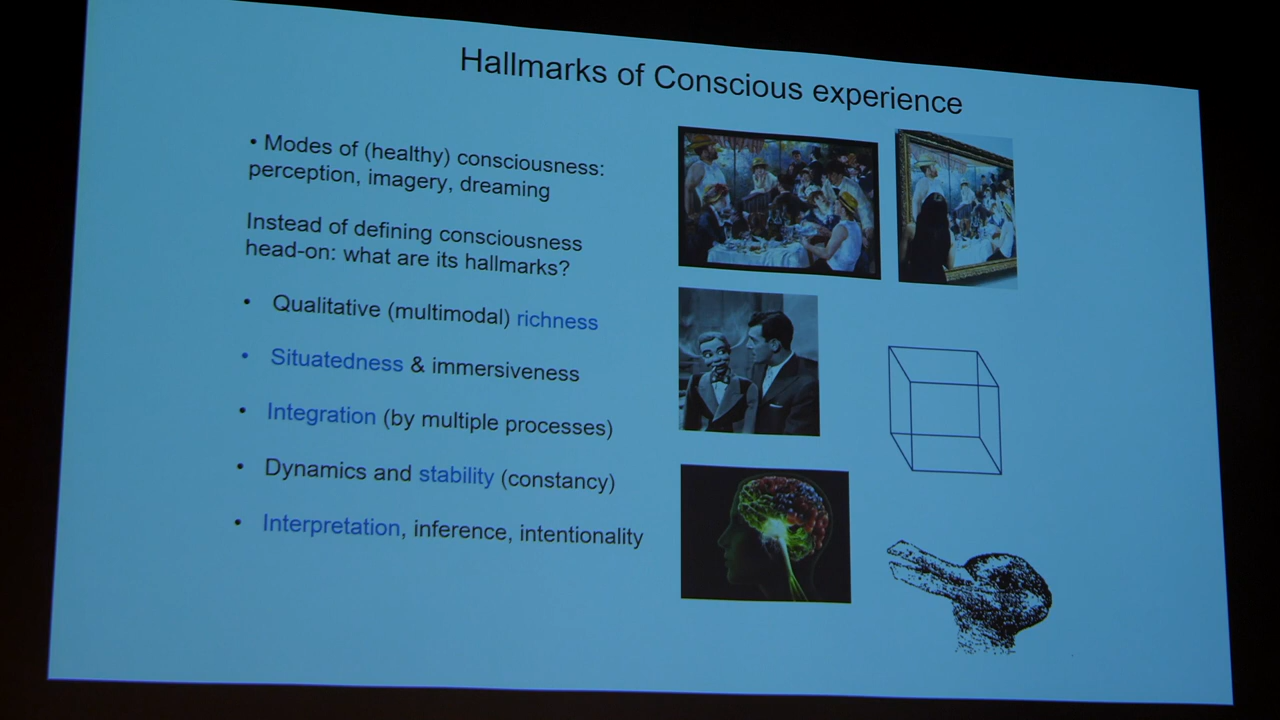 Hallmarks of Conscious experience
• Modes of (healthy) consciousness:
perception, imagery, dreaming
Instead of defining consciousness
head-on: what are its hallmarks?
• Qualitative (multimodal) richness
• Situatedness & immersiveness
• Integration (by multiple processes)
• Dynamics and stability (constancy)
• Interpretation, inference, intentionality